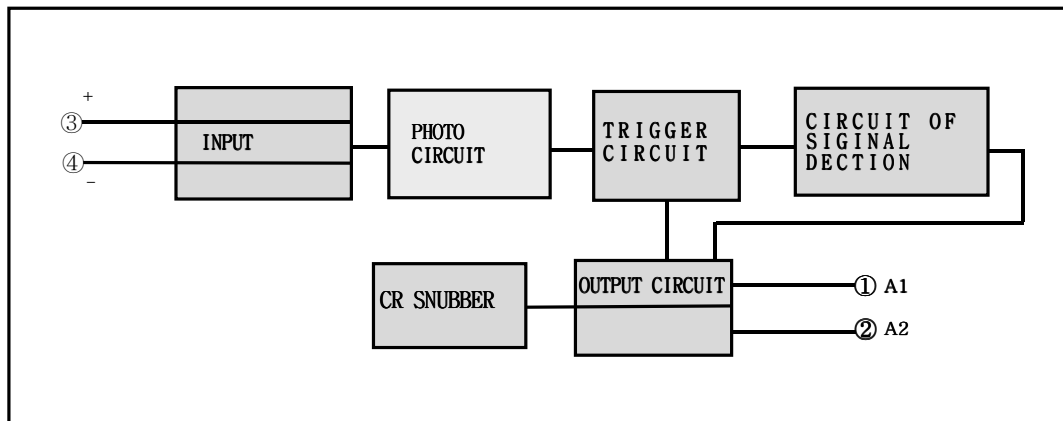 +
③
INPUT
④
−
PHOTO
CIRCUIT
TRIGGER
CIRCUIT
CIRCUIT OF
SIGINAL
DECTION
CR SNUBBER
OUTPUT CIRCUIT
① A1
② A2